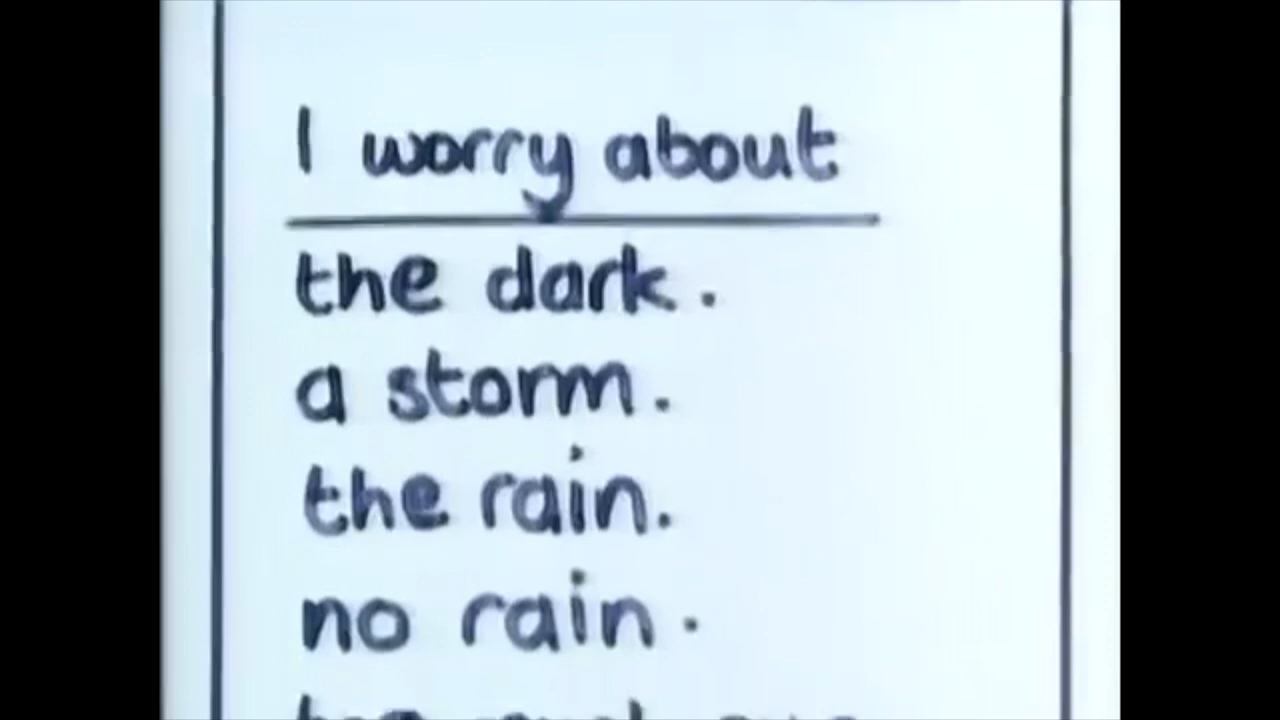 I worry about
the dark.
a storm.
the rain.
no rain.